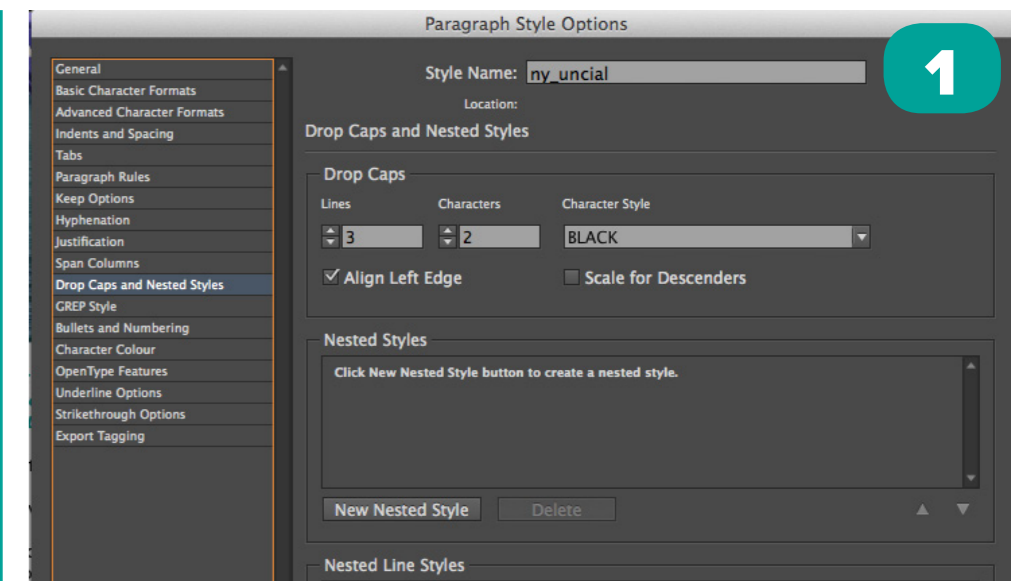 Paragraph Style Options
1
General
Basic Character Formats
Advanced Character Formats
Indents and Spacing
Tabs
Paragraph Rules
Keep Options
Hyphenation
Justification
Span Columns
Drop Caps and Nested Styles
GREP Style
Bullets and Numbering
Character Colour
OpenType Features
Underline Options
Strikethrough Options
Export Tagging
Style Name: ny_uncial
Location:
Drop Caps and Nested Styles
Drop Caps
Lines Characters Character Style
3 2 BLACK
Align Left Edge Scale for Descenders
Nested Styles
Click New Nested Style button to create a nested style.
New Nested Style Delete
Nested Line Styles